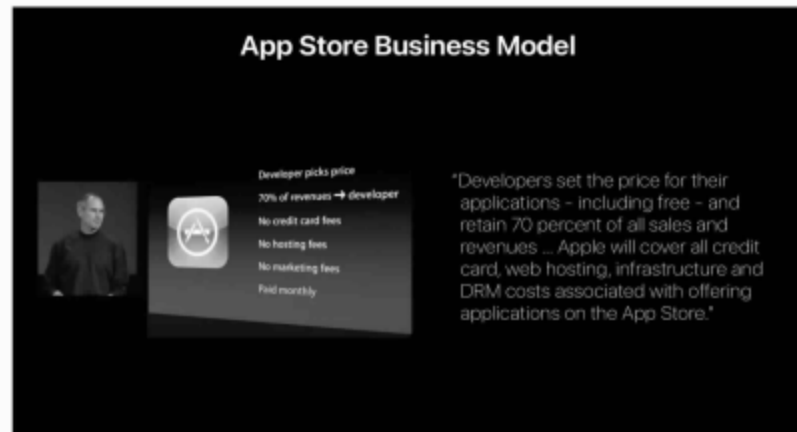 App Store Business Model
Developer picks price
70% of revenues → developer
No credit card fees
No hosting fees
No marketing fees
Paid monthly
"Developers set the price for their
applications - including free - and
retain 70 percent of all sales and
revenues ... Apple will cover all credit
card, web hosting, infrastructure and
DRM costs associated with offering
applications on the App Store."